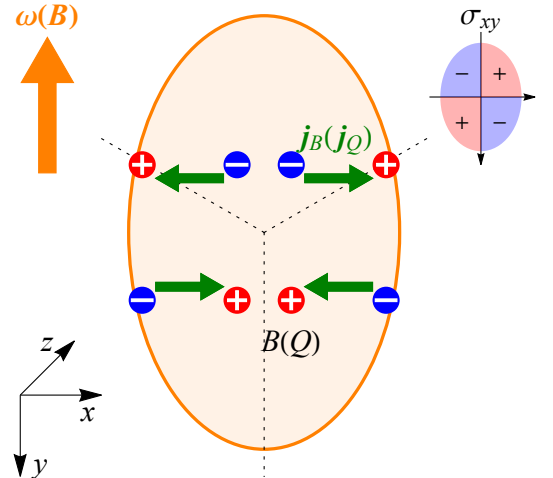 ω(B)
σxy
− +
+ −
+ − − +
jB(jQ)
− + + −
B(Q)
z
x
y